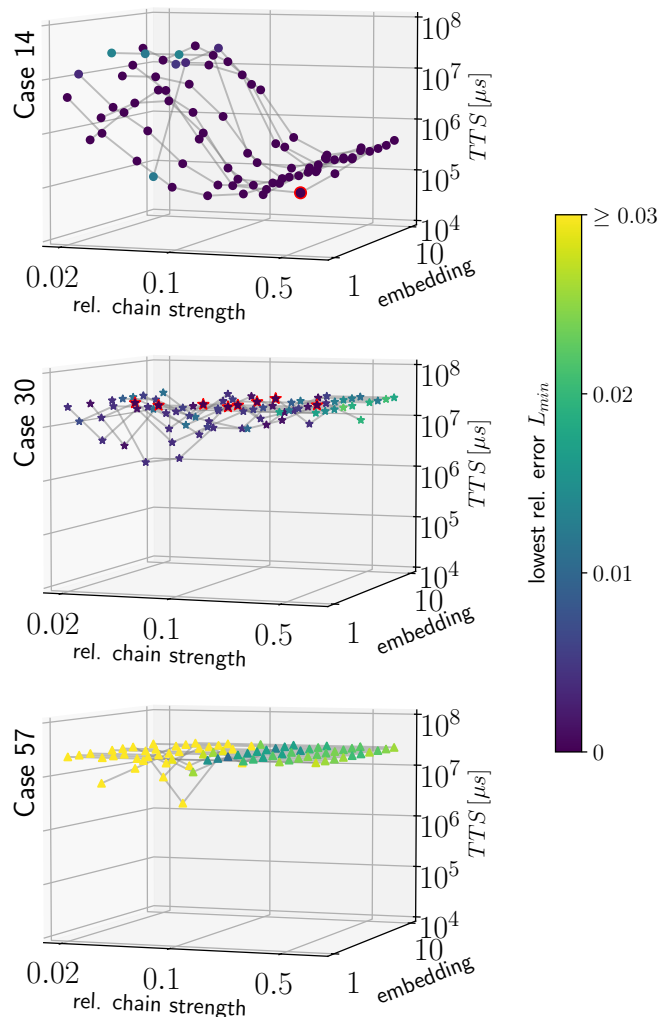 Case 14
10^8
10^7
10^6
10^5
10^4
TTS [μs]
0.02
0.1
0.5
rel. chain strength
1
10
embedding
Case 30
10^8
10^7
10^6
10^5
10^4
TTS [μs]
0.02
0.1
0.5
rel. chain strength
1
10
embedding
Case 57
10^8
10^7
10^6
10^5
10^4
TTS [μs]
0.02
0.1
0.5
rel. chain strength
1
10
embedding
≥ 0.03
0.02
0.01
0
lowest rel. error L_min